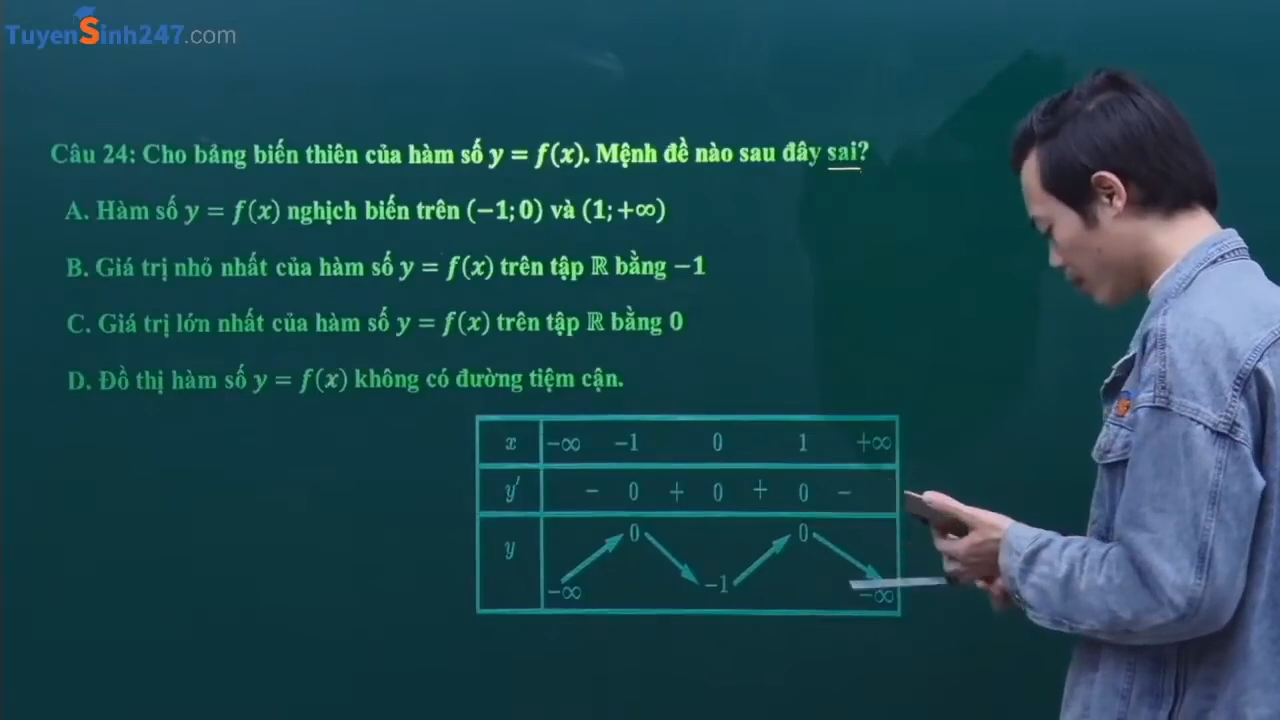 TuyenSinh247.com
Câu 24: Cho bảng biến thiên của hàm số y = f(x). Mệnh đề nào sau đây sai?
A. Hàm số y = f(x) nghịch biến trên (−1; 0) và (1; +∞)
B. Giá trị nhỏ nhất của hàm số y = f(x) trên tập ℝ bằng −1
C. Giá trị lớn nhất của hàm số y = f(x) trên tập ℝ bằng 0
D. Đồ thị hàm số y = f(x) không có đường tiệm cận.
x −∞ −1 0 1 +∞
y′ − 0 + 0 + 0 −
0 0
y
−∞ −1 −∞